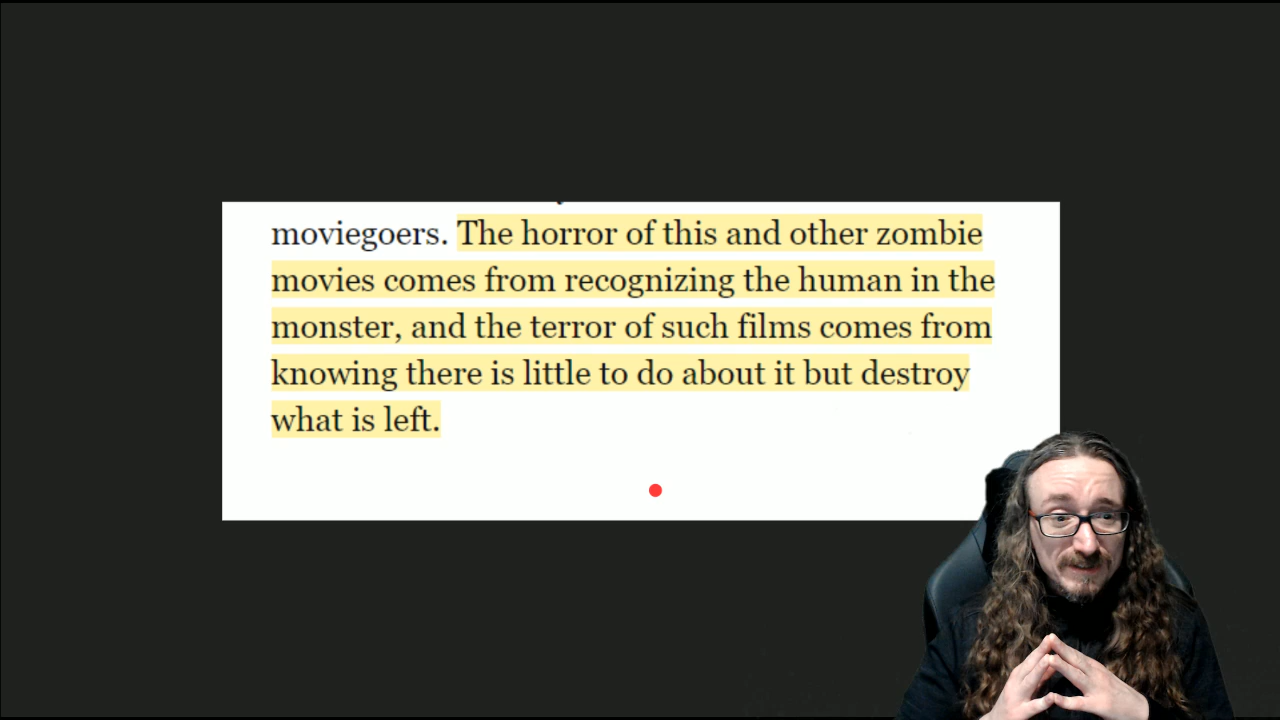 moviegoers. The horror of this and other zombie
movies comes from recognizing the human in the
monster, and the terror of such films comes from
knowing there is little to do about it but destroy
what is left.